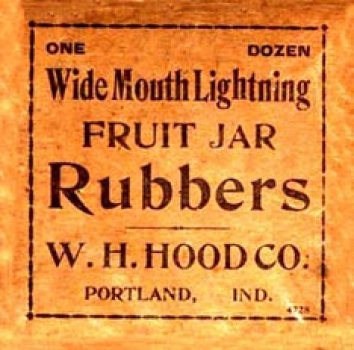 ONE DOZEN
Wide Mouth Lightning
FRUIT JAR
Rubbers
W. H. HOOD CO.
PORTLAND, IND.